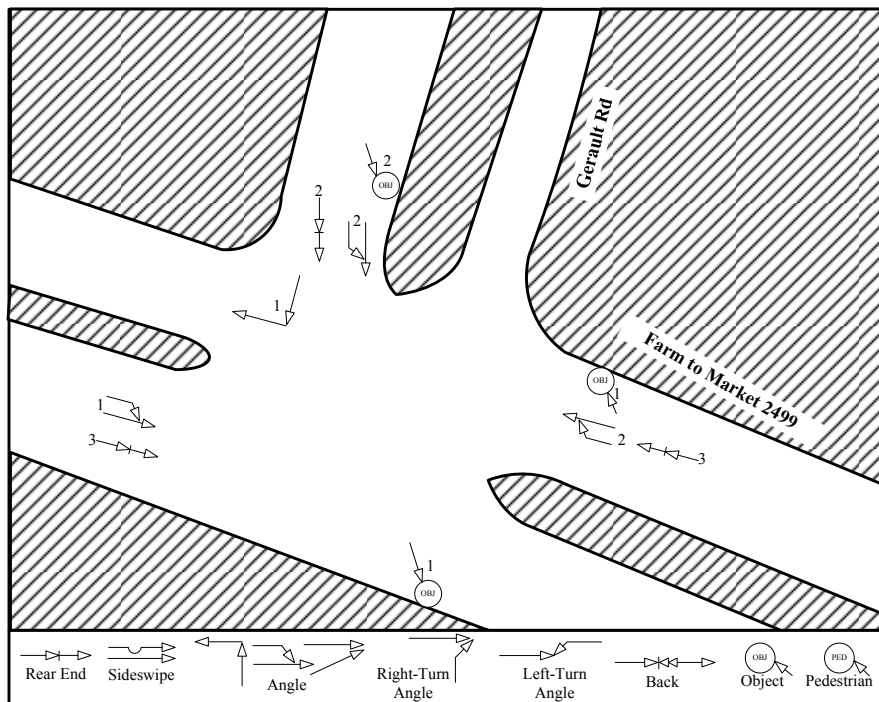 Gerault Rd
Farm to Market 2499
2
OBJ
2
2
1
OBJ
1
1
2
3
3
1
OBJ
Rear End
Sideswipe
Angle
Right-Turn
Angle
Left-Turn
Angle
Back
OBJ
Object
PED
Pedestrian